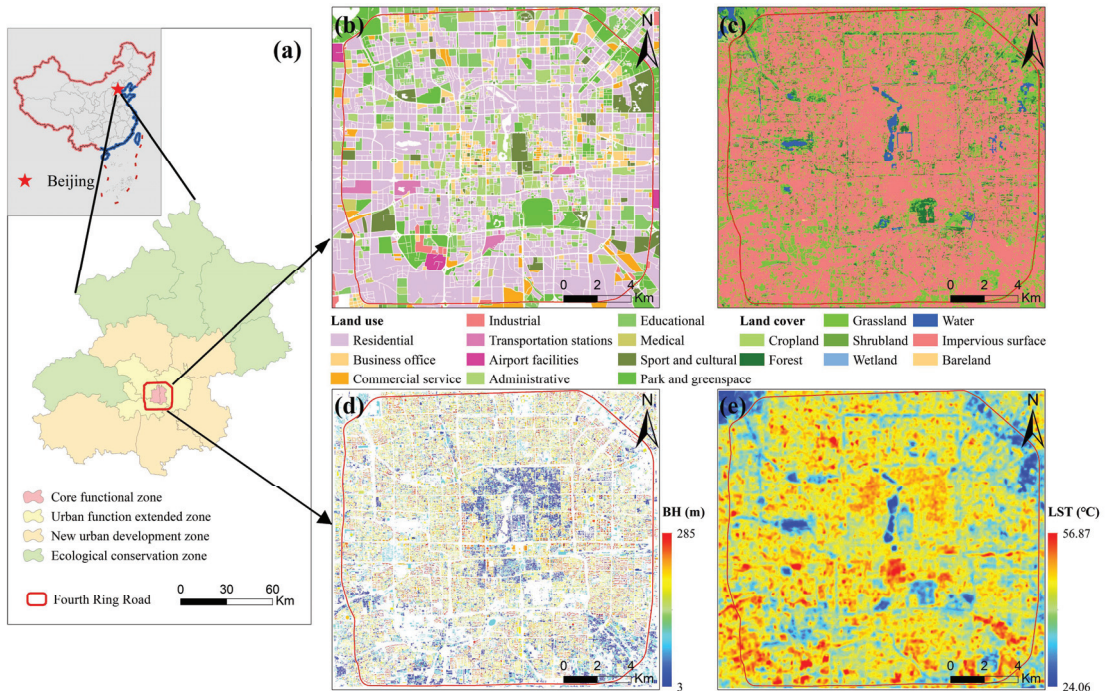 (a)
Beijing
Core functional zone
Urban function extended zone
New urban development zone
Ecological conservation zone
Fourth Ring Road
0 30 60
Km
(b)
N
0 2 4
Km
(c)
N
0 2 4
Km
Land use
Residential
Business office
Commercial service
Industrial
Transportation stations
Airport facilities
Administrative
Educational
Medical
Sport and cultural
Park and greenspace
Land cover
Cropland
Forest
Grassland
Shrubland
Wetland
Water
Impervious surface
Bareland
(d)
N
0 2 4
Km
BH (m)
285
3
(e)
N
0 2 4
Km
LST (°C)
56.87
24.06